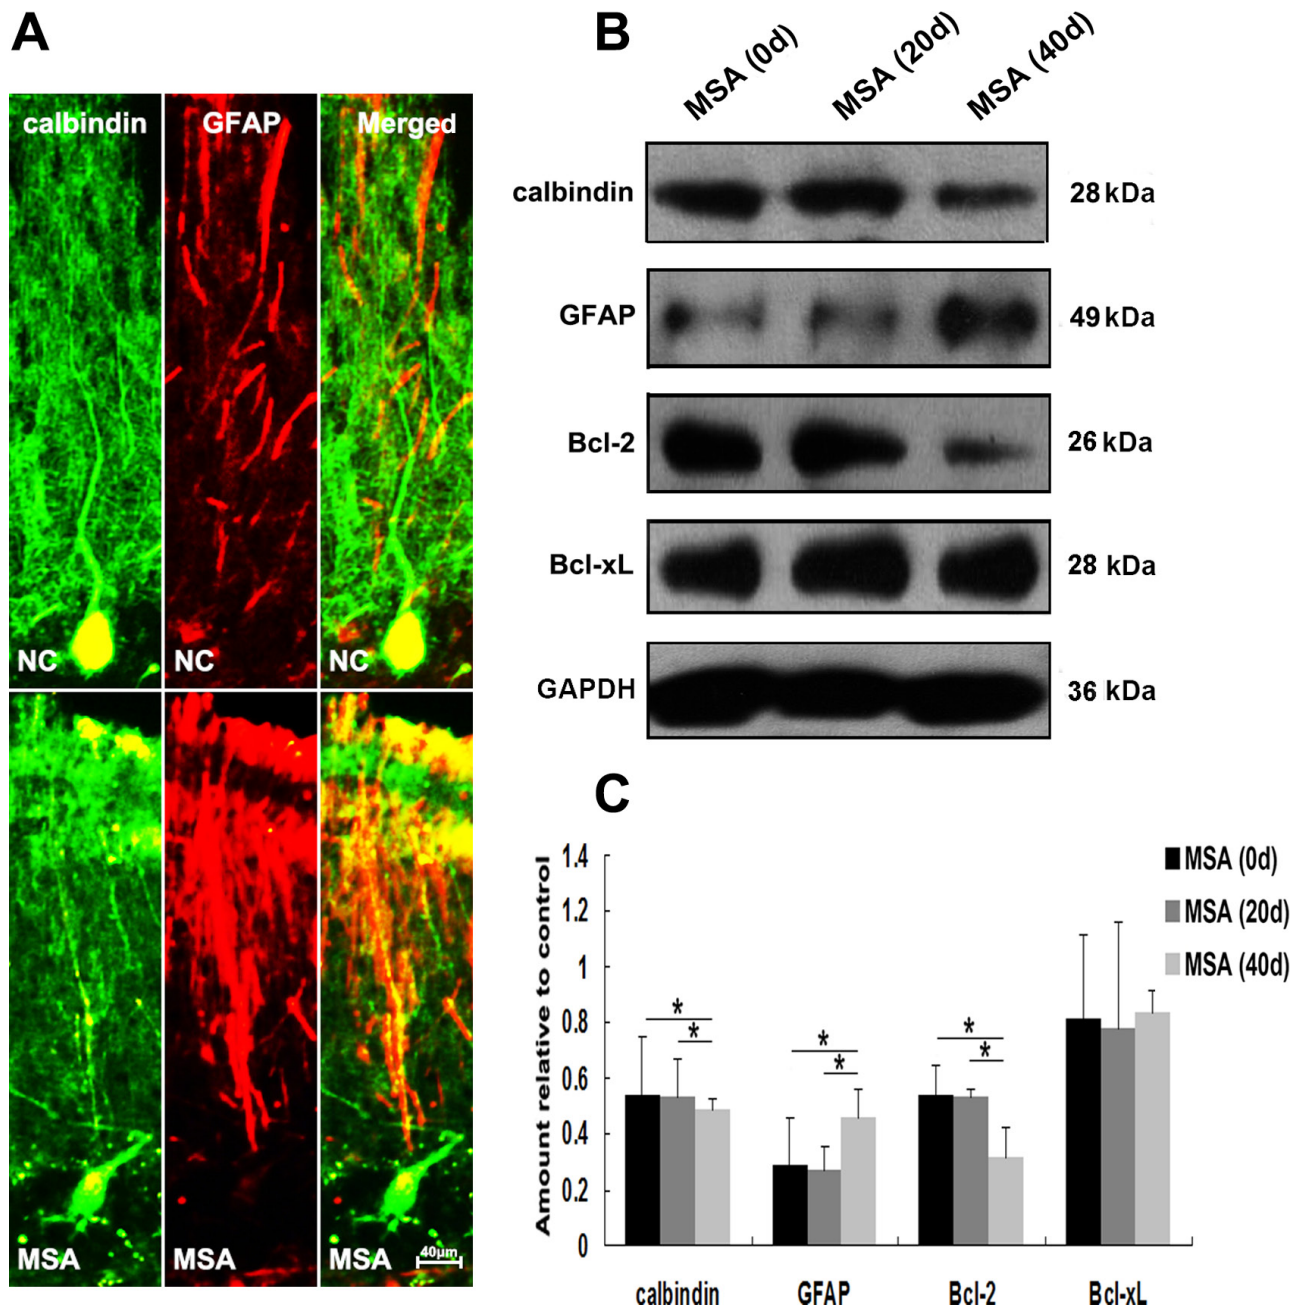 A
calbindin GFAP Merged
NC NC NC
MSA MSA MSA
40μm
B
MSA (0d) MSA (20d) MSA (40d)
calbindin 28 kDa
GFAP 49 kDa
Bcl-2 26 kDa
Bcl-xL 28 kDa
GAPDH 36 kDa
C
Amount relative to control
1.4
1.2
1
0.8
0.6
0.4
0.2
0
* * * * * *
MSA (0d)
MSA (20d)
MSA (40d)
calbindin GFAP Bcl-2 Bcl-xL